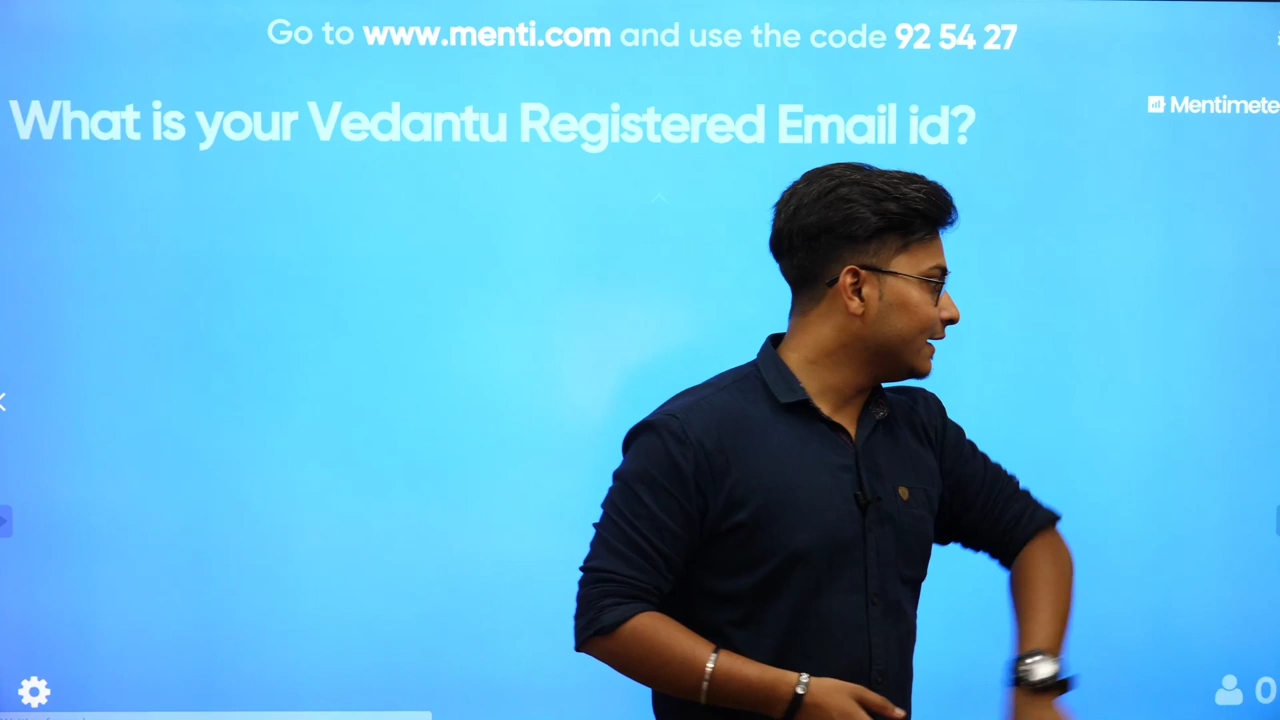 Go to www.menti.com and use the code 92 54 27
Mentimete
What is your Vedantu Registered Email id?
0